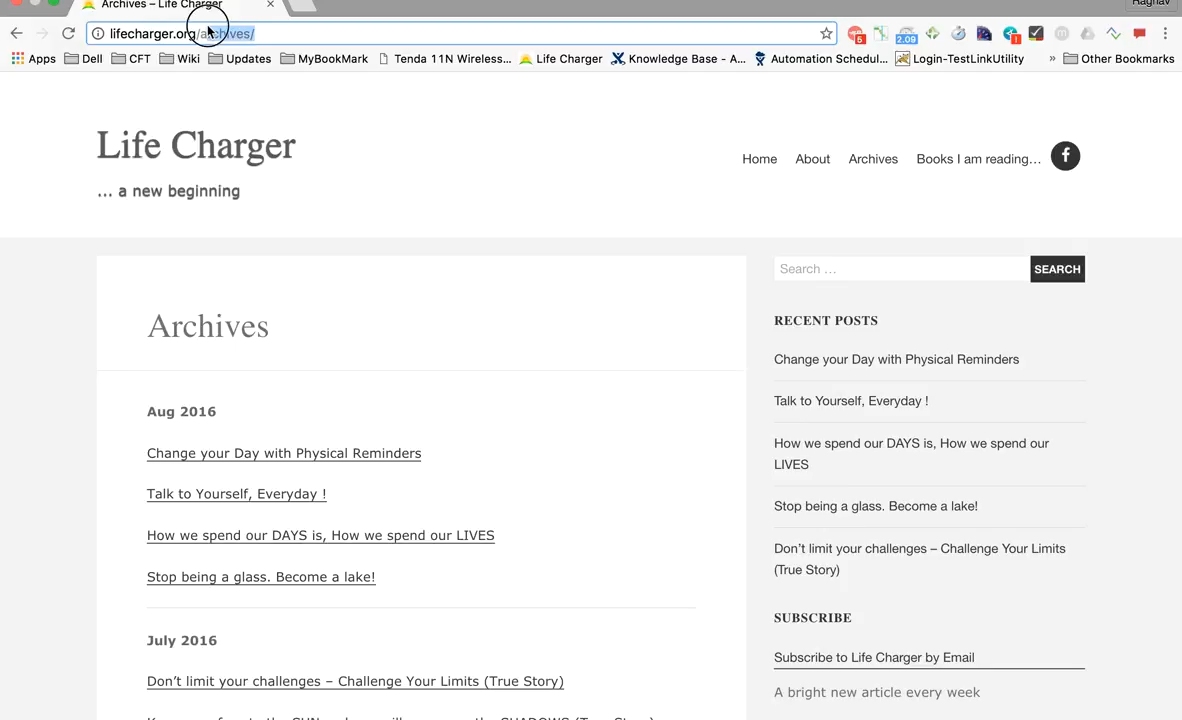 Archives – Life Charger
Raghav
lifecharger.org/archives/
5
2.09
1
Apps Dell CFT Wiki Updates MyBookMark Tenda 11N Wireless... Life Charger Knowledge Base - A... Automation Schedul... Login-TestLinkUtility » Other Bookmarks
Life Charger
... a new beginning
Home About Archives Books I am reading...
Search ...
SEARCH
Archives
Aug 2016
Change your Day with Physical Reminders
Talk to Yourself, Everyday !
How we spend our DAYS is, How we spend our LIVES
Stop being a glass. Become a lake!
July 2016
Don't limit your challenges – Challenge Your Limits (True Story)
RECENT POSTS
Change your Day with Physical Reminders
Talk to Yourself, Everyday !
How we spend our DAYS is, How we spend our
LIVES
Stop being a glass. Become a lake!
Don't limit your challenges – Challenge Your Limits
(True Story)
SUBSCRIBE
Subscribe to Life Charger by Email
A bright new article every week